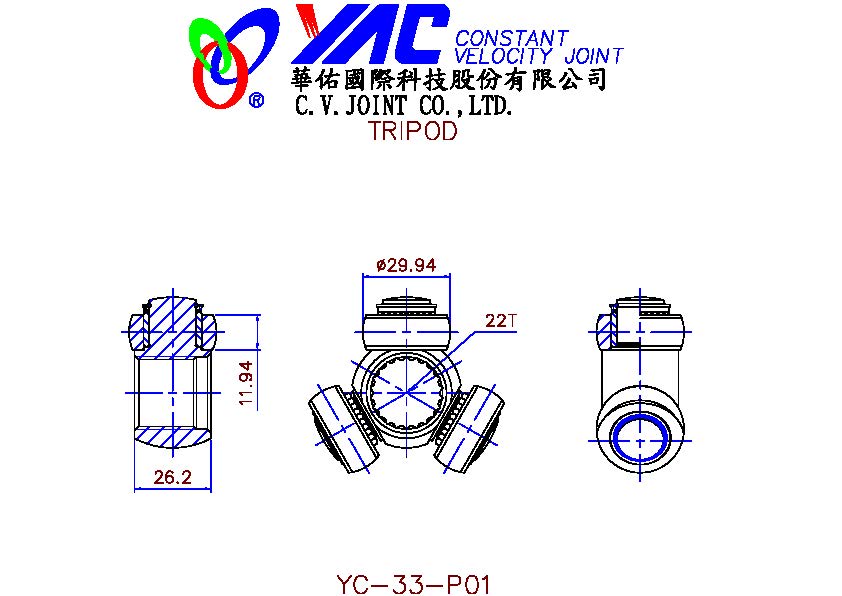 YAC CONSTANT
VELOCITY JOINT
®
華佑國際科技股份有限公司
C.V.JOINT CO.,LTD.
TRIPOD
ø29.94
22T
11.94
26.2
YC-33-P01